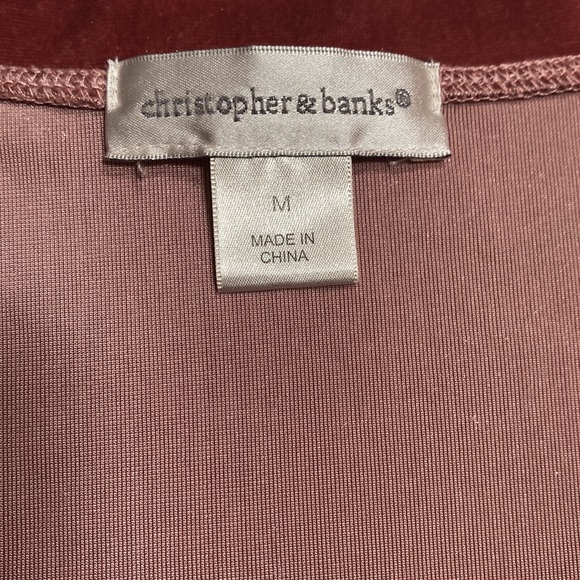 christopher & banks®
M
MADE IN
CHINA